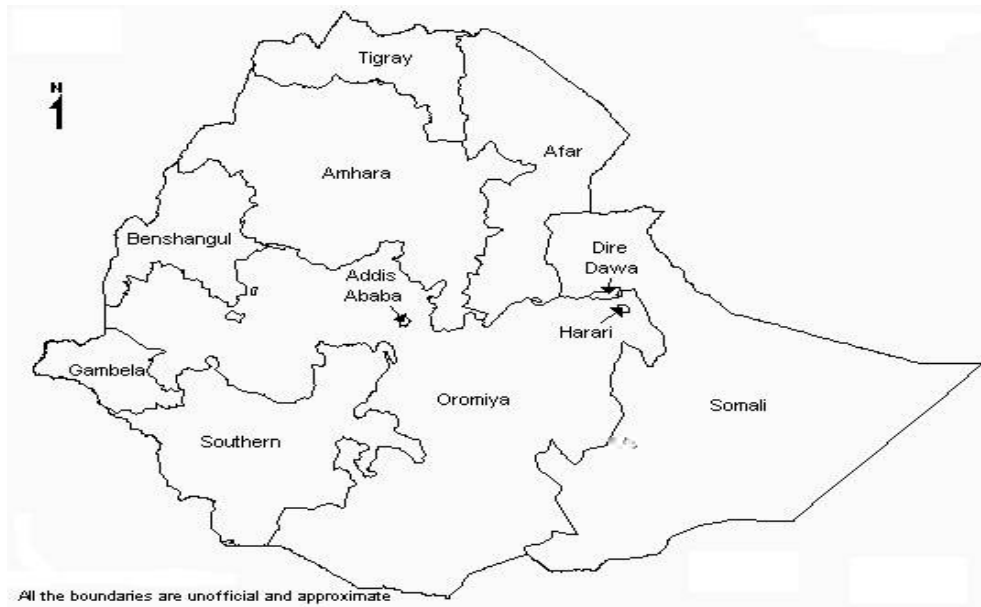 Tigray
N
Afar
Amhara
Benshangul
Dire
Dawa
Addis
Ababa
Harari
Gambela
Oromiya
Somali
Southern
All the boundaries are unofficial and approximate